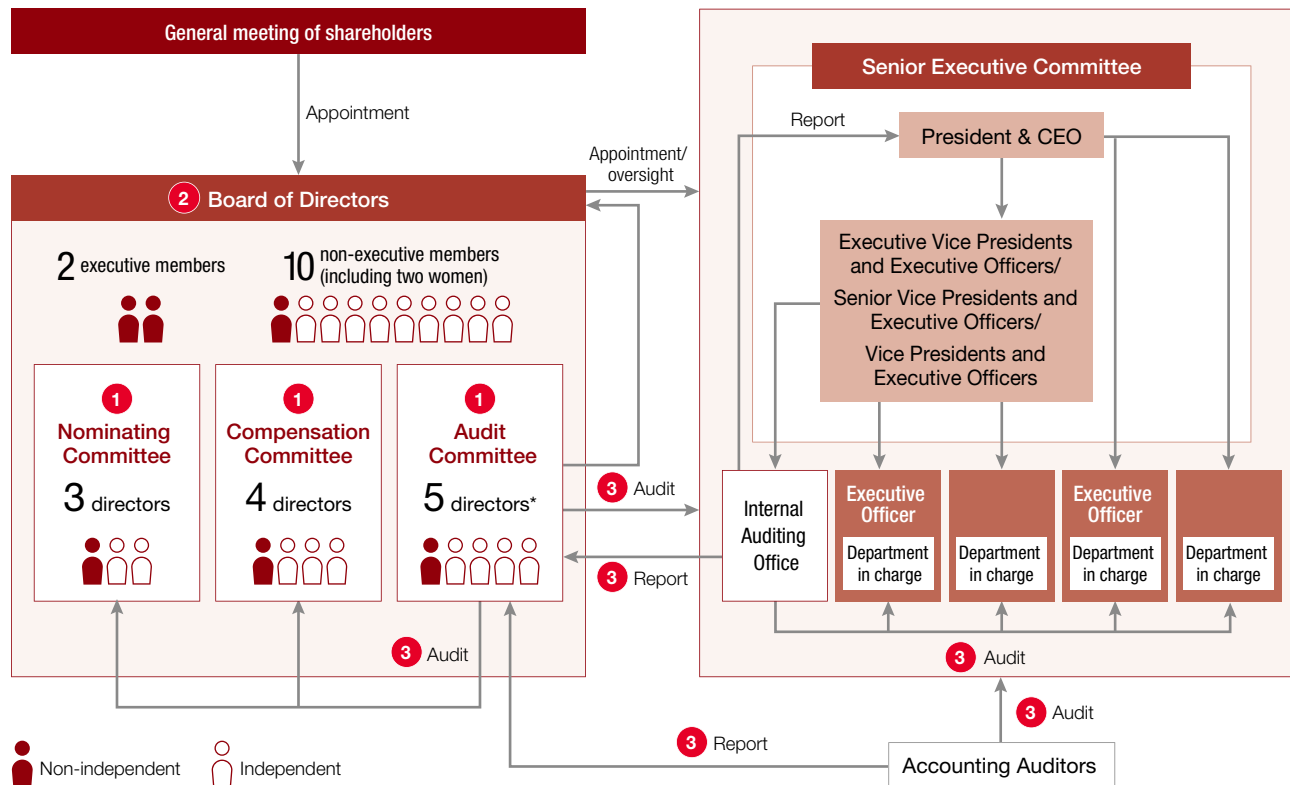 General meeting of shareholders
Appointment
2 Board of Directors
2 executive members
10 non-executive members
(including two women)
1
Nominating
Committee
3 directors
1
Compensation
Committee
4 directors
1
Audit
Committee
5 directors*
3 Audit
Non-independent
Independent
Appointment/
oversight
3 Audit
3 Report
Senior Executive Committee
Report
President & CEO
Executive Vice Presidents
and Executive Officers/
Senior Vice Presidents and
Executive Officers/
Vice Presidents and
Executive Officers
Internal
Auditing
Office
Executive
Officer
Department
in charge
Department
in charge
Executive
Officer
Department
in charge
Department
in charge
3 Audit
3 Audit
3 Report
Accounting Auditors